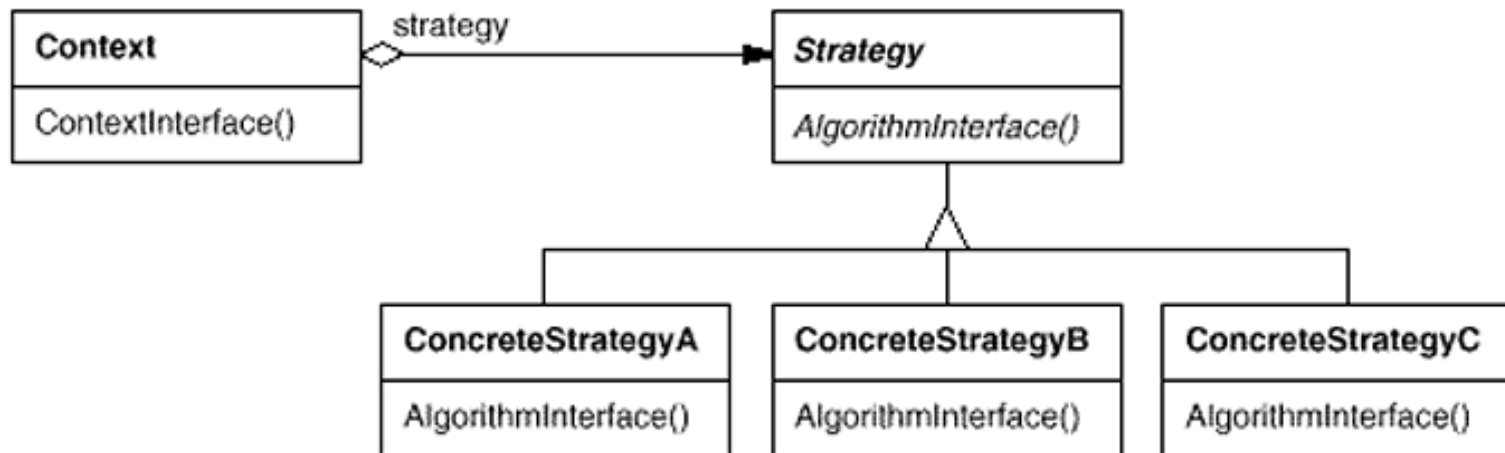 strategy
Context
Strategy
ContextInterface()
AlgorithmInterface()
ConcreteStrategyA
ConcreteStrategyB
ConcreteStrategyC
AlgorithmInterface()
AlgorithmInterface()
AlgorithmInterface()